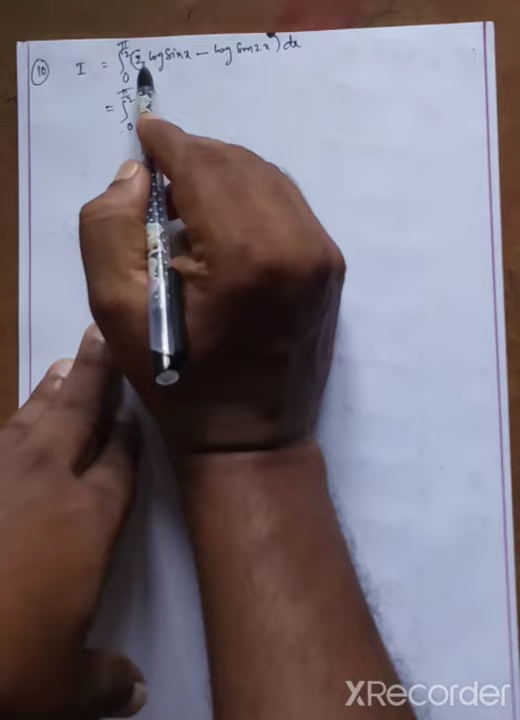 10 I = ∫₀^(π/2) (2 log sin x − log sin 2x) dx
= ∫₀^(π/2)
XRecorder